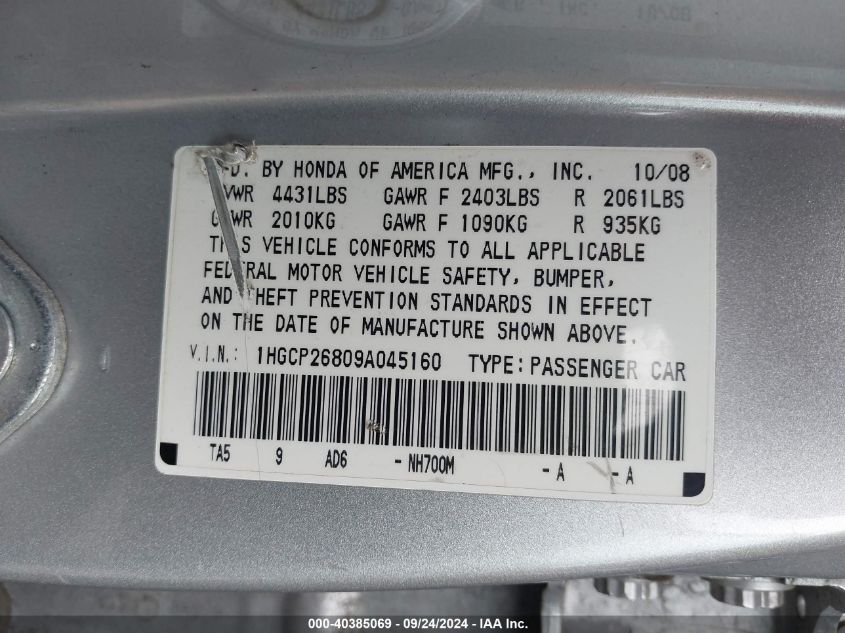 MFD. BY HONDA OF AMERICA MFG., INC. 10/08
GVWR 4431LBS GAWR F 2403LBS R 2061LBS
GVWR 2010KG GAWR F 1090KG R 935KG
THIS VEHICLE CONFORMS TO ALL APPLICABLE
FEDERAL MOTOR VEHICLE SAFETY, BUMPER,
AND THEFT PREVENTION STANDARDS IN EFFECT
ON THE DATE OF MANUFACTURE SHOWN ABOVE.
V.I.N.: 1HGCP26809A045160 TYPE: PASSENGER CAR
TA5 9 AD6 - NH700M - A - A
000-40385069 - 09/24/2024 - IAA Inc.